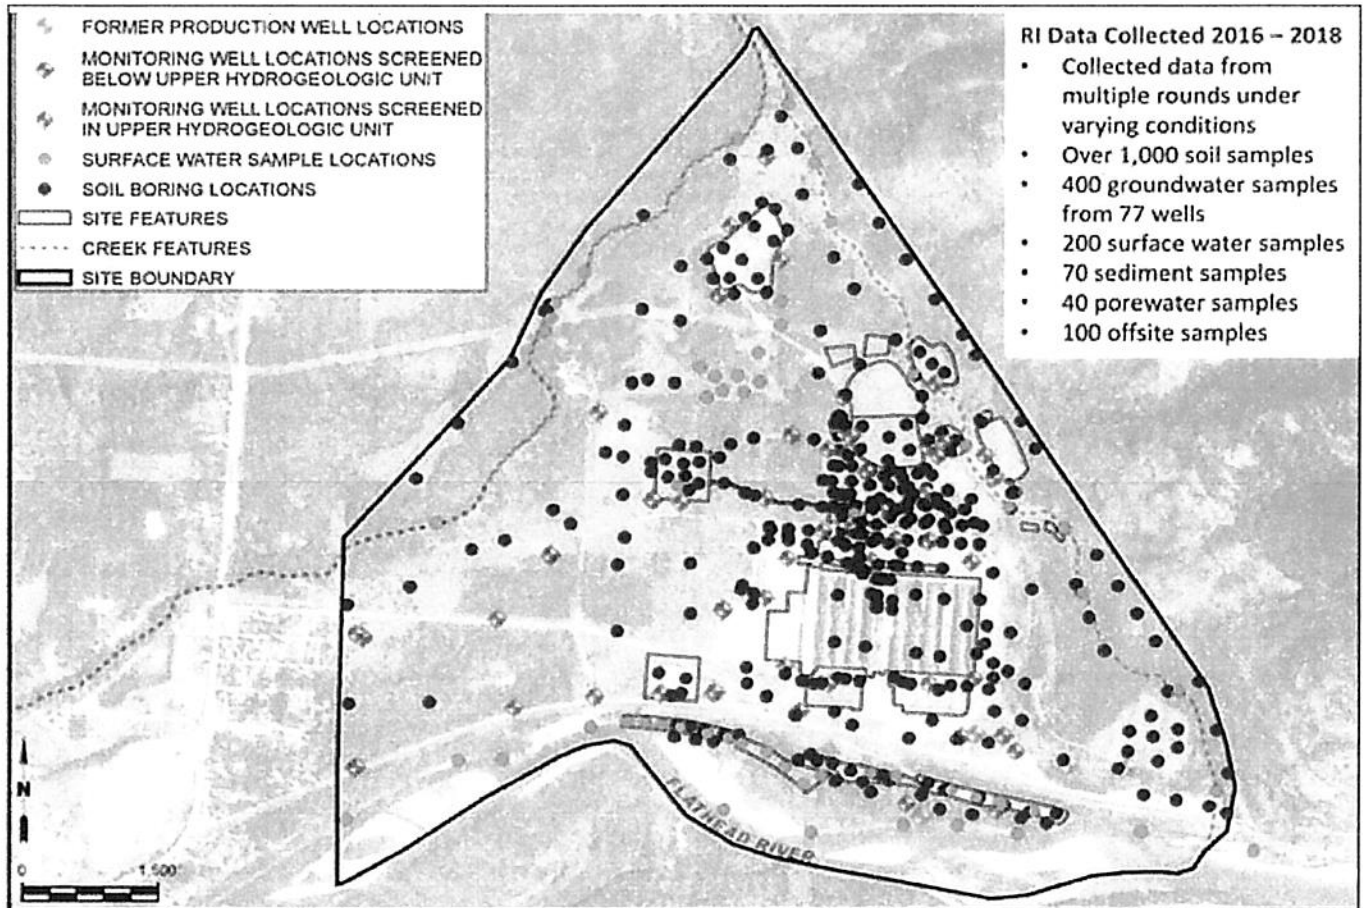 FORMER PRODUCTION WELL LOCATIONS
MONITORING WELL LOCATIONS SCREENED
BELOW UPPER HYDROGEOLOGIC UNIT
MONITORING WELL LOCATIONS SCREENED
IN UPPER HYDROGEOLOGIC UNIT
SURFACE WATER SAMPLE LOCATIONS
SOIL BORING LOCATIONS
SITE FEATURES
CREEK FEATURES
SITE BOUNDARY
RI Data Collected 2016 – 2018
• Collected data from
multiple rounds under
varying conditions
• Over 1,000 soil samples
• 400 groundwater samples
from 77 wells
• 200 surface water samples
• 70 sediment samples
• 40 porewater samples
• 100 offsite samples
FLATHEAD RIVER
N
0 1,500